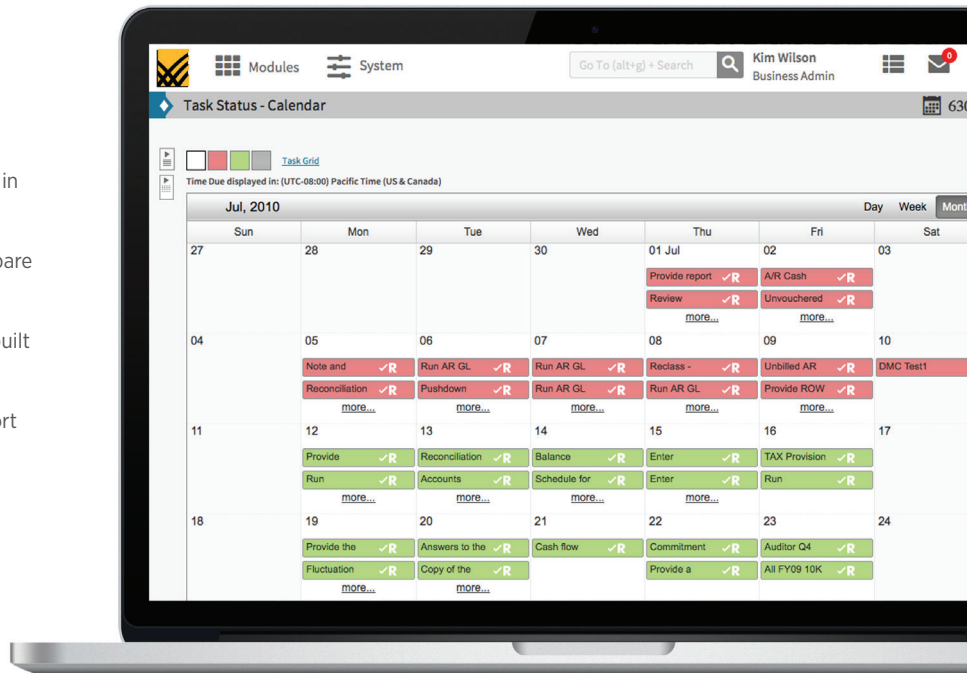 in
pare
uilt
ort
Modules System Go To (alt+g) + Search Kim Wilson 0
Business Admin
Task Status - Calendar 630
Task Grid
Time Due displayed in: (UTC-08:00) Pacific Time (US & Canada)
Jul, 2010 Day Week Mont
Sun Mon Tue Wed Thu Fri Sat
27 28 29 30 01 Jul 02 03
Provide report R A/R Cash R
Review R Unvouchered R
more... more...
04 05 06 07 08 09 10
Note and R Run AR GL R Run AR GL R Reclass - R Unbilled AR R DMC Test1
Reconciliation R Pushdown R Run AR GL R Run AR GL R Provide ROW R
more... more... more... more... more...
11 12 13 14 15 16 17
Provide R Reconciliation R Balance R Enter R TAX Provision R
Run R Accounts R Schedule for R Enter R Run R
more... more... more... more...
18 19 20 21 22 23 24
Provide the R Answers to the R Cash flow R Commitment R Auditor Q4 R
Fluctuation R Copy of the R Provide a R All FY09 10K R
more... more...